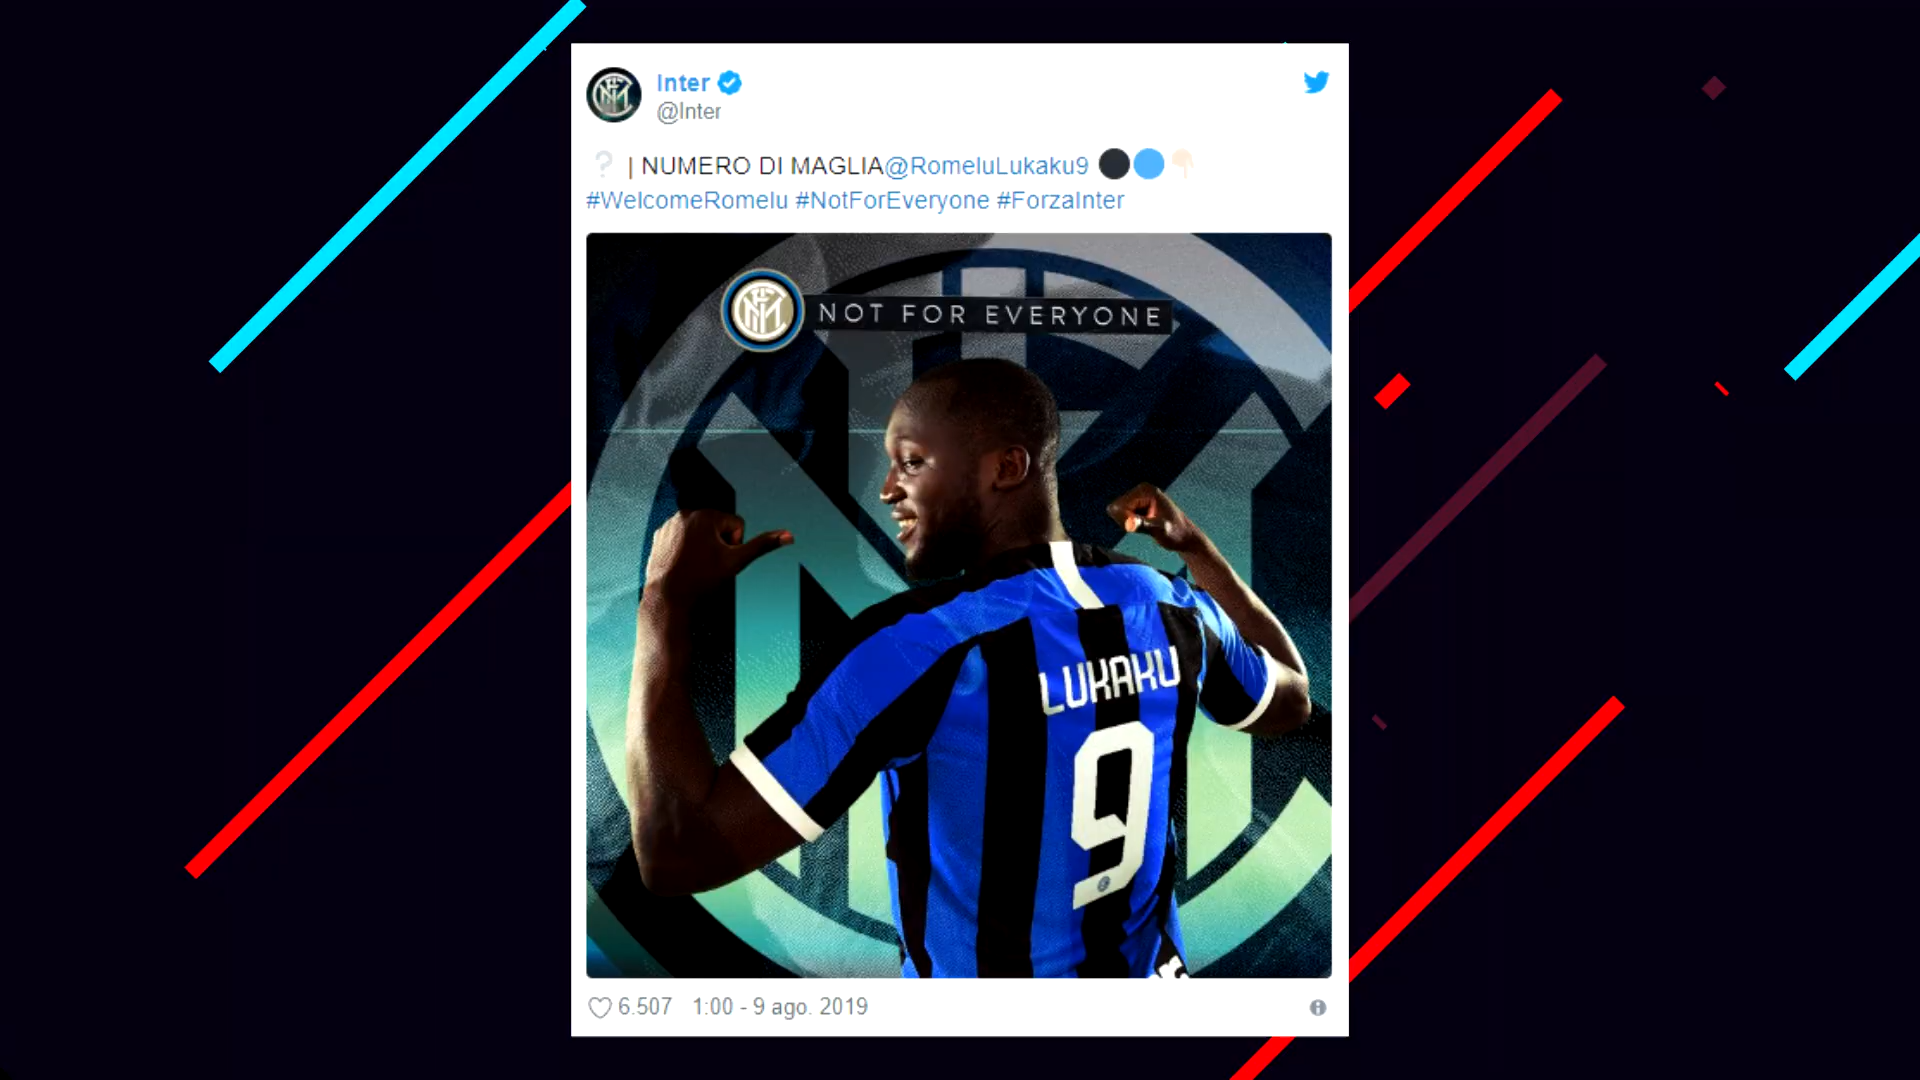 Inter
@Inter
❔ | NUMERO DI MAGLIA@RomeluLukaku9 ⚫🔵👇🏻
#WelcomeRomelu #NotForEveryone #ForzaInter
NOT FOR EVERYONE
LUKAKU
9
6.507 1:00 - 9 ago. 2019